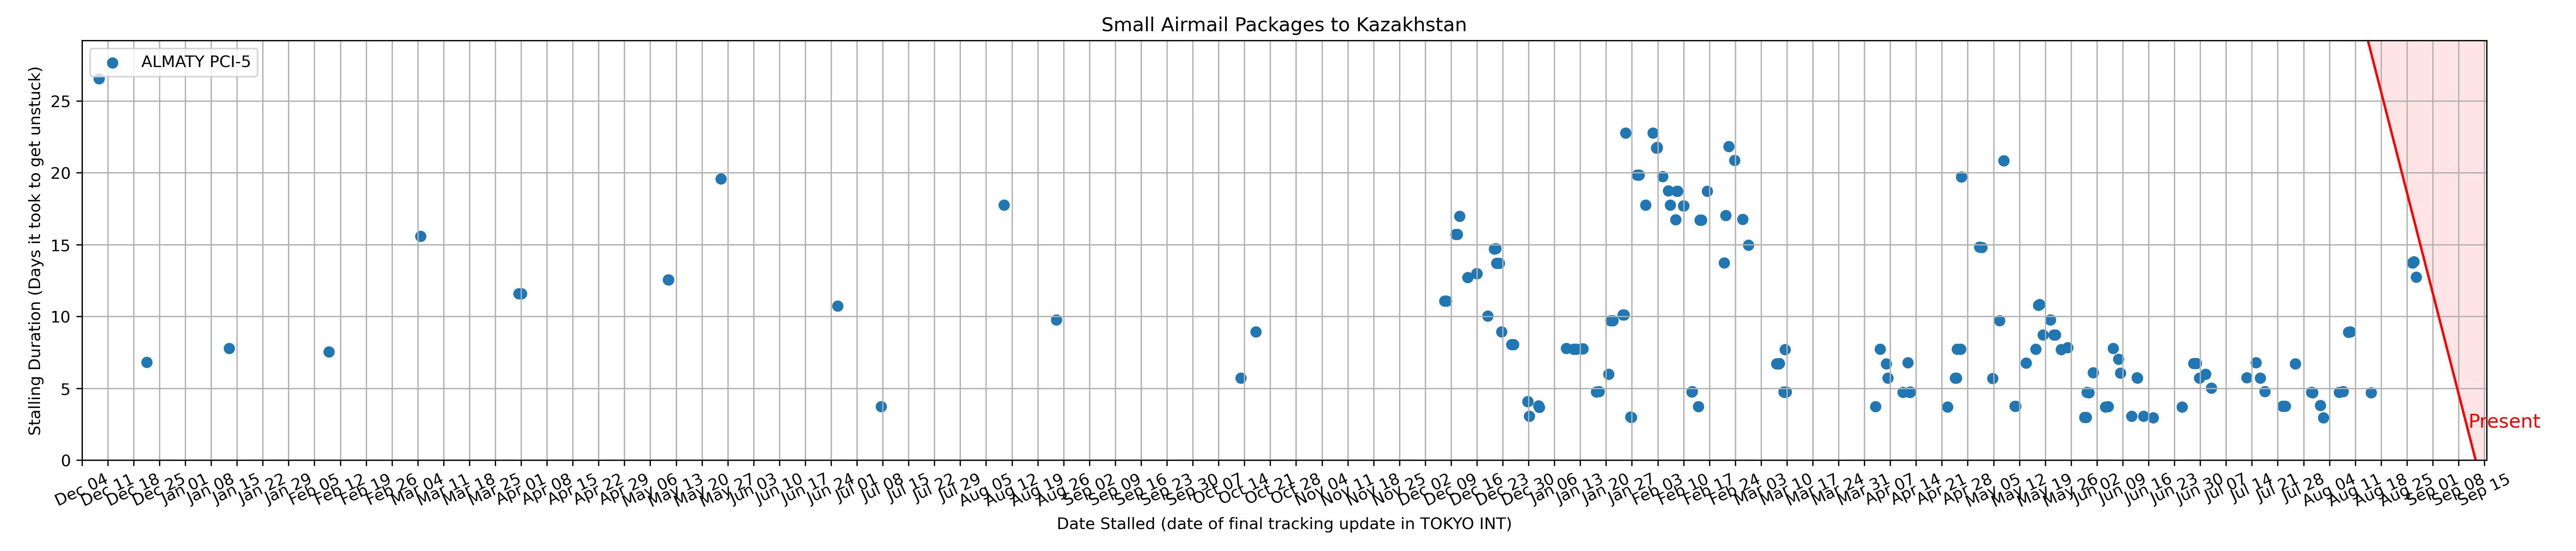 Small Airmail Packages to Kazakhstan
ALMATY PCI-5
Stalling Duration (Days it took to get unstuck)
25
20
15
10
5
0
Present
Dec 04
Dec 11
Dec 18
Dec 25
Jan 01
Jan 08
Jan 15
Jan 22
Jan 29
Feb 05
Feb 12
Feb 19
Feb 26
Mar 04
Mar 11
Mar 18
Mar 25
Apr 01
Apr 08
Apr 15
Apr 22
Apr 29
May 06
May 13
May 20
May 27
Jun 03
Jun 10
Jun 17
Jun 24
Jul 01
Jul 08
Jul 15
Jul 22
Jul 29
Aug 05
Aug 12
Aug 19
Aug 26
Sep 02
Sep 09
Sep 16
Sep 23
Sep 30
Oct 07
Oct 14
Oct 21
Oct 28
Nov 04
Nov 11
Nov 18
Nov 25
Dec 02
Dec 09
Dec 16
Dec 23
Dec 30
Jan 06
Jan 13
Jan 20
Jan 27
Feb 03
Feb 10
Feb 17
Feb 24
Mar 03
Mar 10
Mar 17
Mar 24
Mar 31
Apr 07
Apr 14
Apr 21
Apr 28
May 05
May 12
May 19
May 26
Jun 02
Jun 09
Jun 16
Jun 23
Jun 30
Jul 07
Jul 14
Jul 21
Jul 28
Aug 04
Aug 11
Aug 18
Aug 25
Sep 01
Sep 08
Sep 15
Date Stalled (date of final tracking update in TOKYO INT)